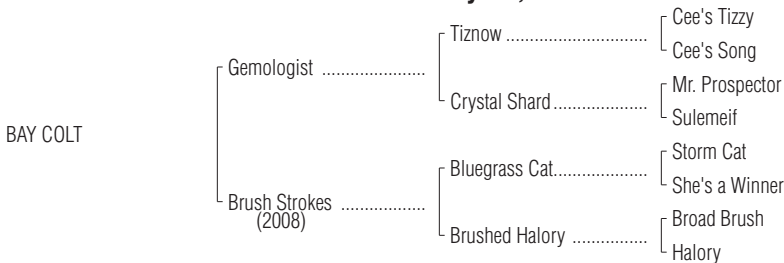 Cee's Tizzy
Tiznow ..............................
Cee's Song
Gemologist ......................
Mr. Prospector
Crystal Shard....................
Sulemeif
BAY COLT
Storm Cat
Bluegrass Cat....................
She's a Winner
Brush Strokes ..................
(2008)
Broad Brush
Brushed Halory ................
Halory